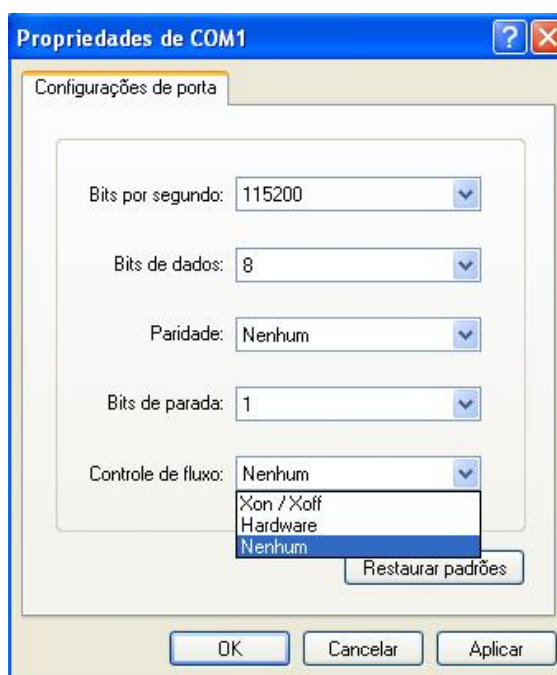 Propriedades de COM1
Configurações de porta
Bits por segundo: 115200
Bits de dados: 8
Paridade: Nenhum
Bits de parada: 1
Controle de fluxo: Nenhum
Xon / Xoff
Hardware
Nenhum
Restaurar padrões
OK Cancelar Aplicar